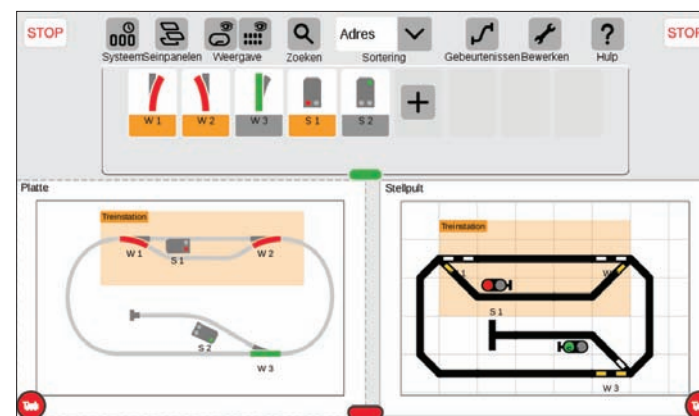 STOP Adres STOP
Systeem Seinpanelen Weergave Zoeken Sortering Gebeurtenissen Bewerken Hulp
W 1 W 2 W 3 S 1 S 2
Platte
Treinstation
W 1 S 1 W 2
S 2
W 3
Stellpult
Treinstation
S 1
W 3